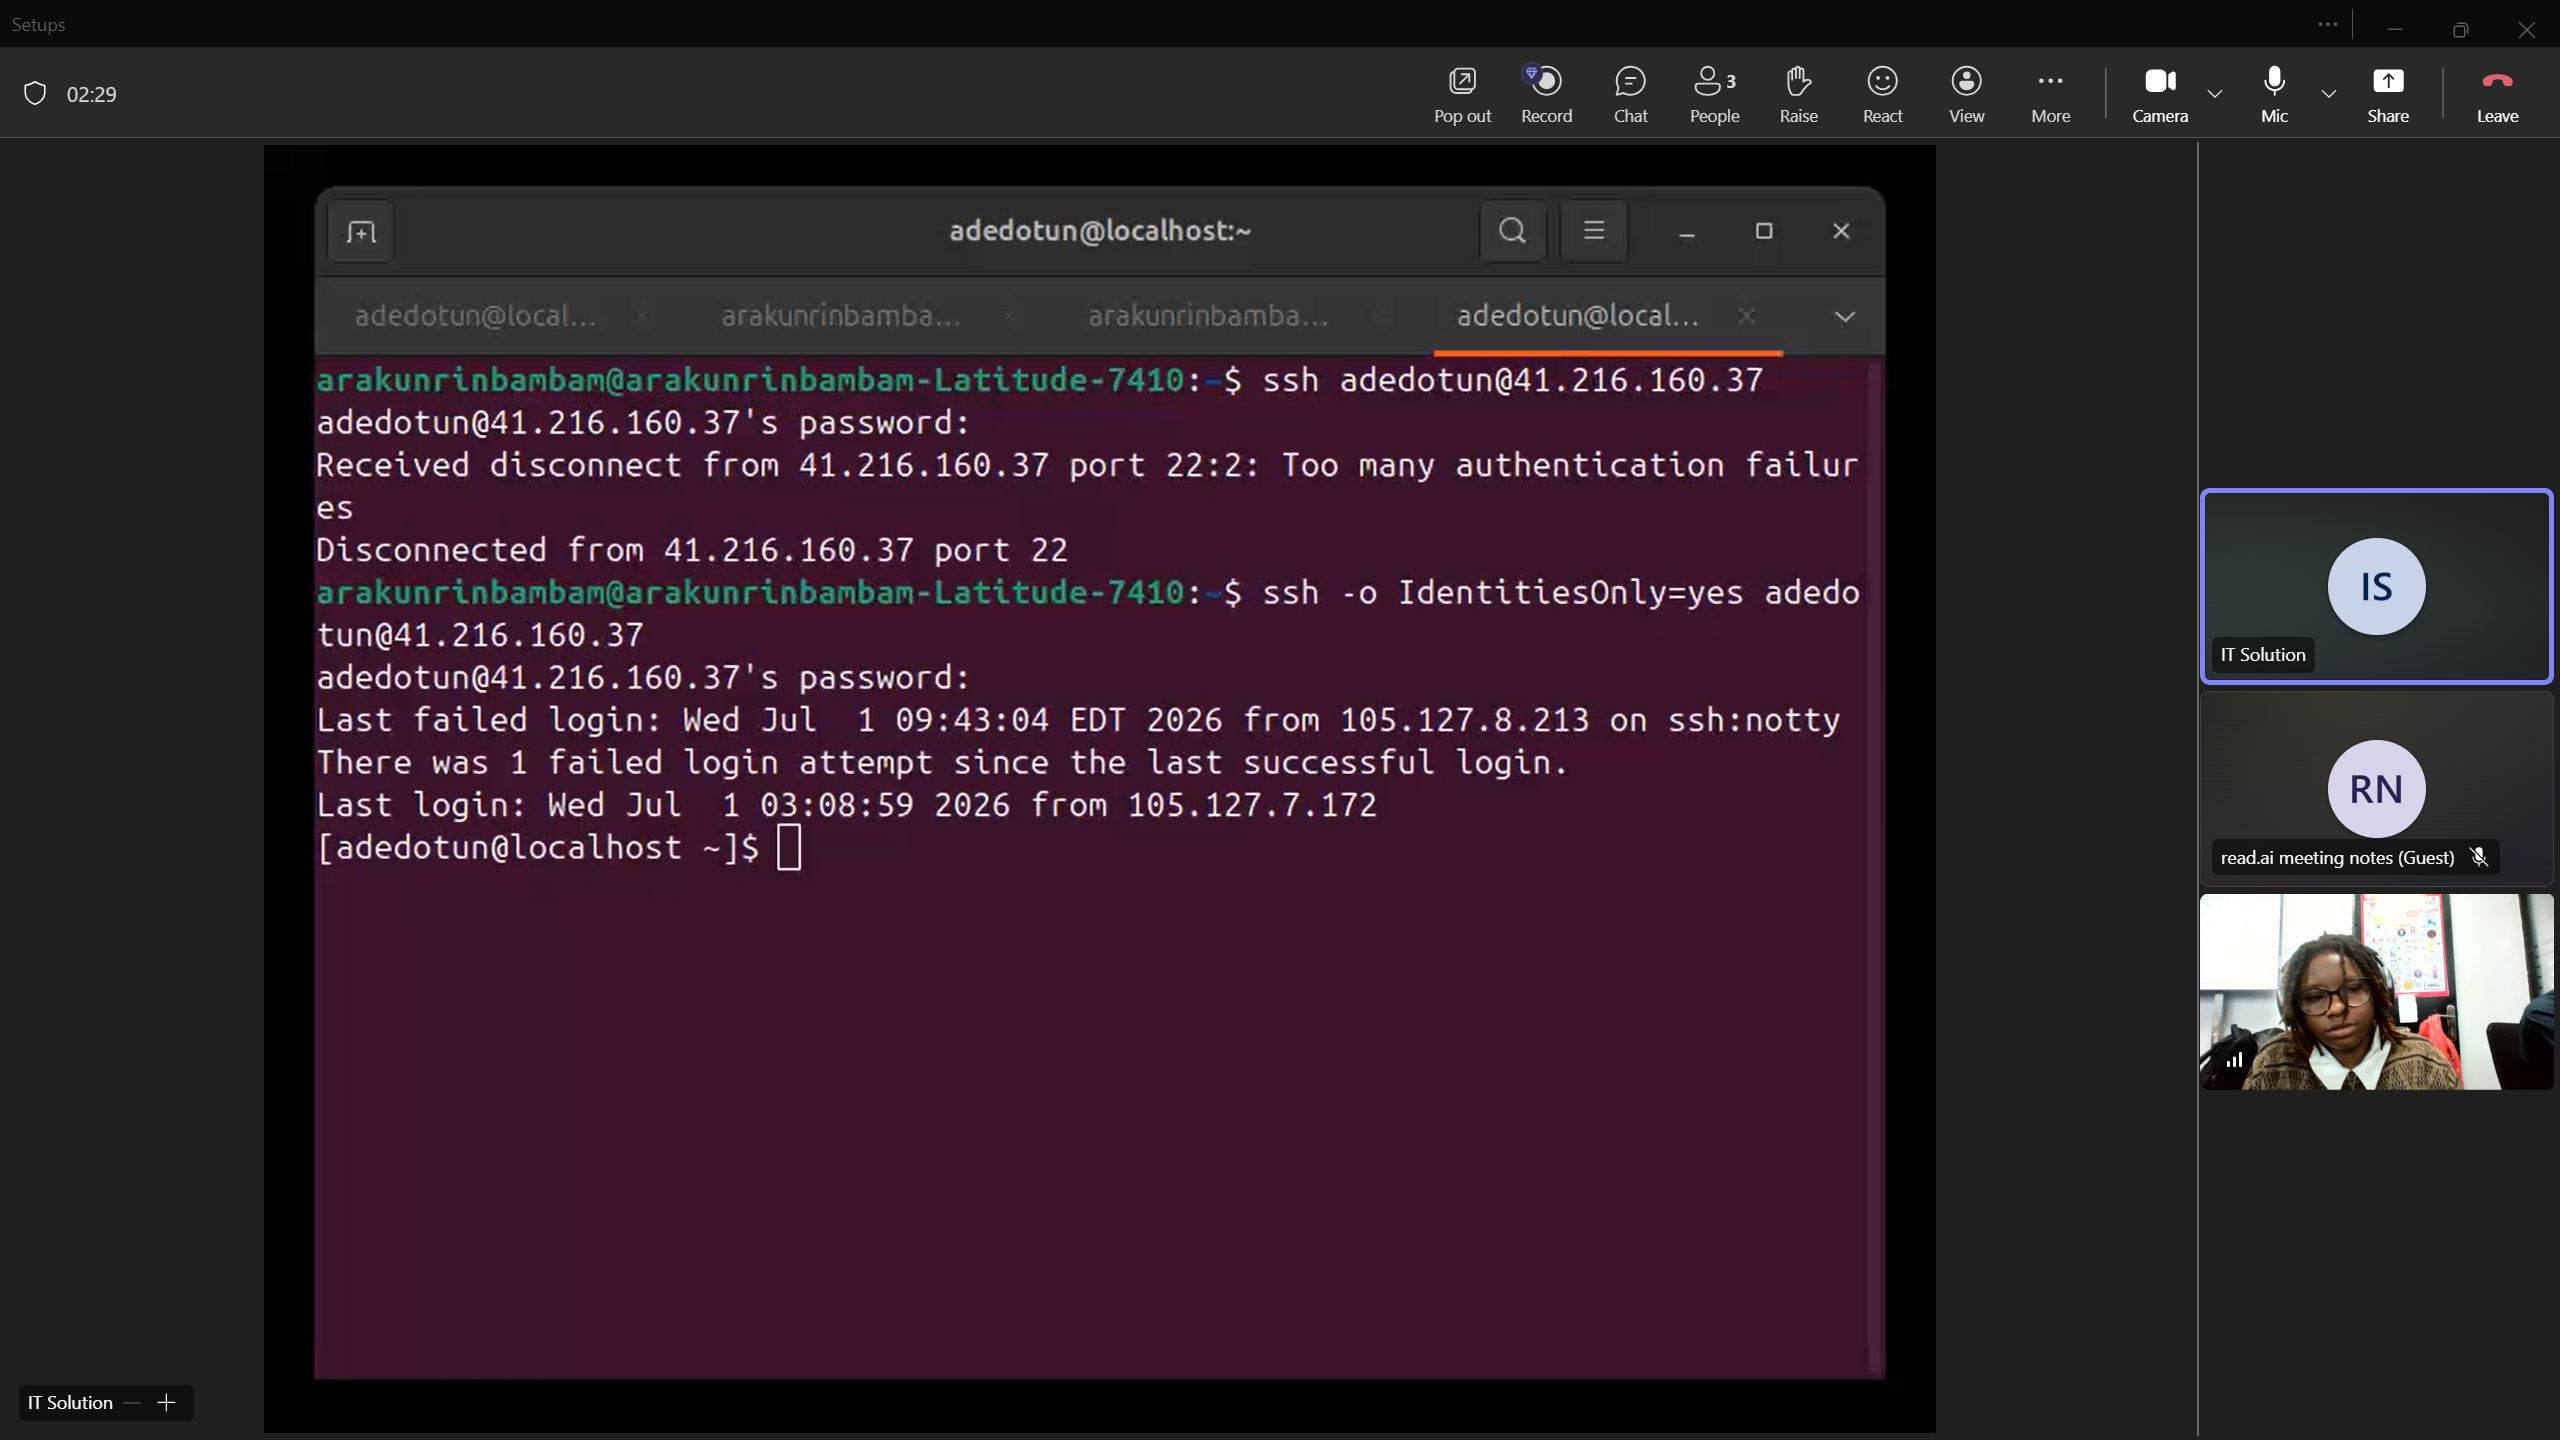 Setups
02:29
Pop out
Record
Chat
3
People
Raise
React
View
More
Camera
Mic
Share
Leave
adedotun@localhost:~
adedotun@local...
arakunrinbamba...
arakunrinbamba...
adedotun@local...
arakunrinbambam@arakunrinbambam-Latitude-7410:~$ ssh adedotun@41.216.160.37
adedotun@41.216.160.37's password:
Received disconnect from 41.216.160.37 port 22:2: Too many authentication failur
es
Disconnected from 41.216.160.37 port 22
arakunrinbambam@arakunrinbambam-Latitude-7410:~$ ssh -o IdentitiesOnly=yes adedo
tun@41.216.160.37
adedotun@41.216.160.37's password:
Last failed login: Wed Jul  1 09:43:04 EDT 2026 from 105.127.8.213 on ssh:notty
There was 1 failed login attempt since the last successful login.
Last login: Wed Jul  1 03:08:59 2026 from 105.127.7.172
[adedotun@localhost ~]$
IS
IT Solution
RN
read.ai meeting notes (Guest)
IT Solution